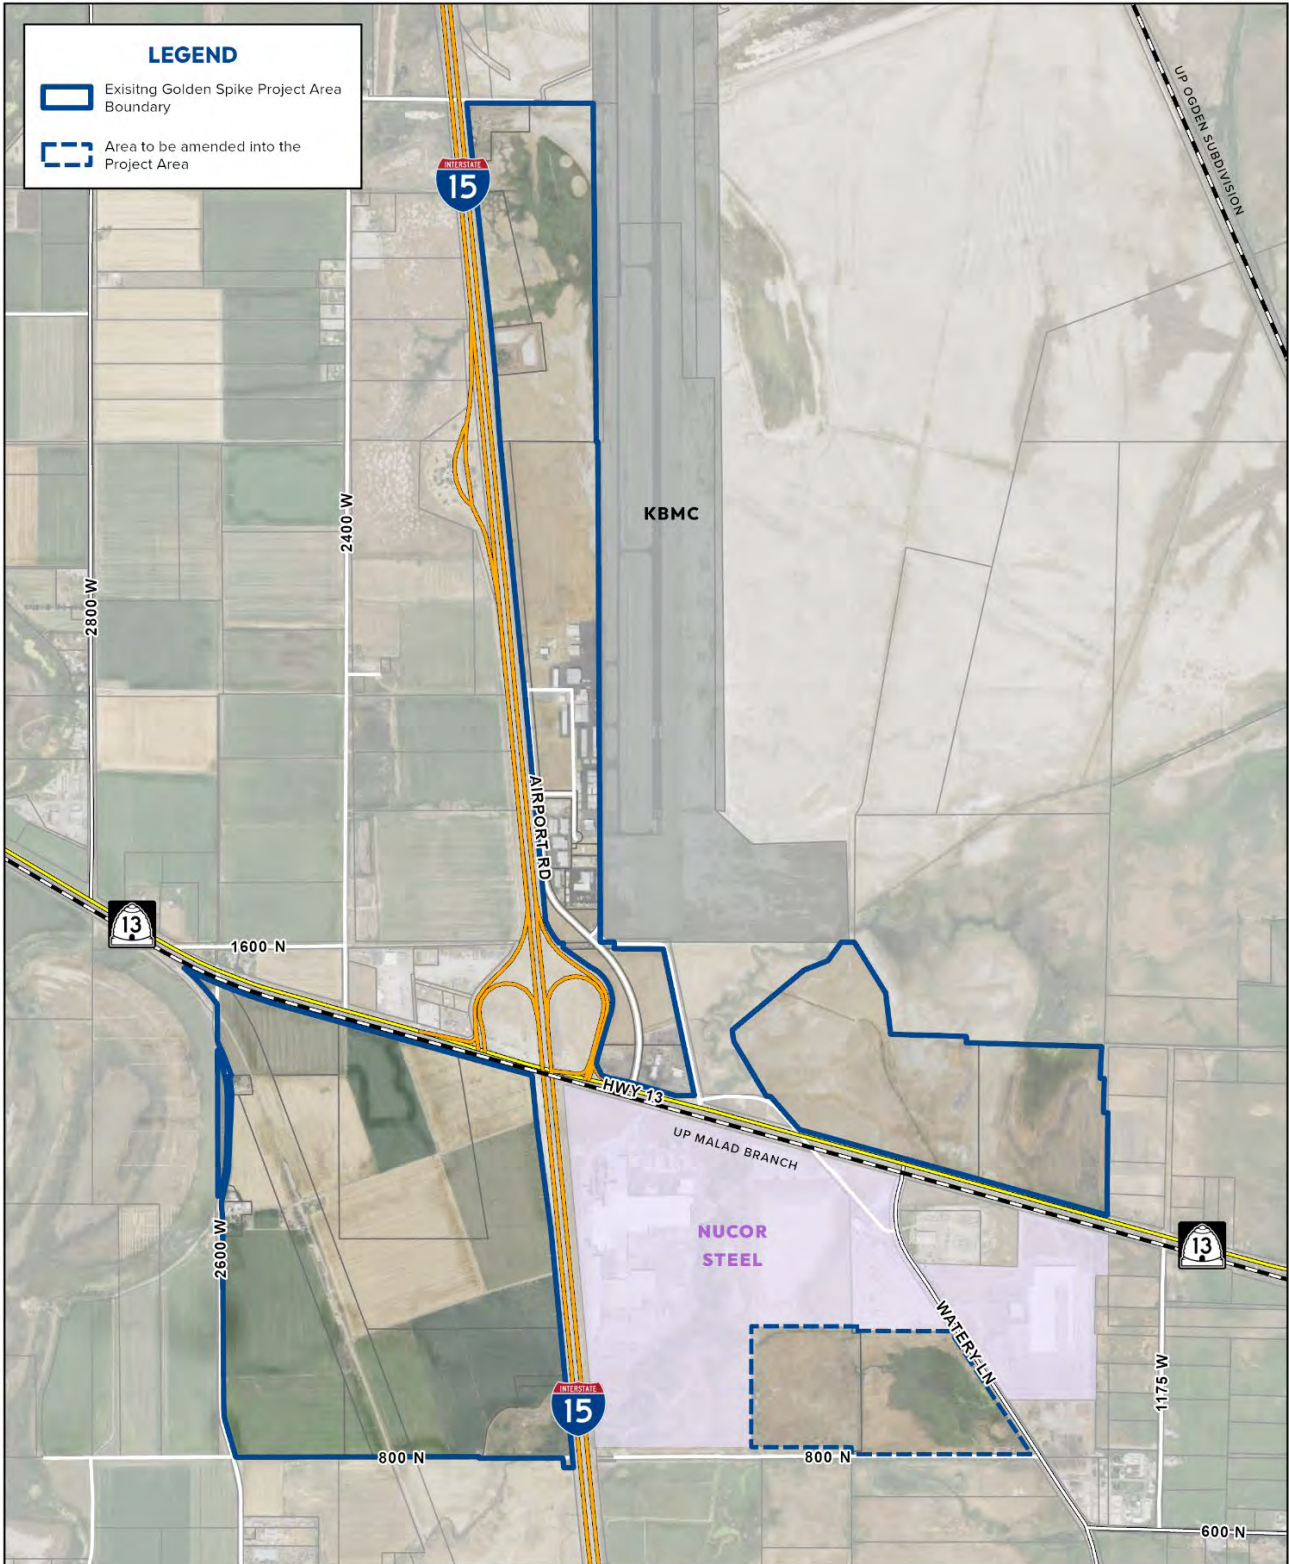 LEGEND
Exisitng Golden Spike Project Area
Boundary
Area to be amended into the
Project Area
UP OGDEN SUBDIVISION
INTERSTATE
15
KBMC
2400 W
2800 W
AIRPORT RD
13
1600 N
HWY 13
UP MALAD BRANCH
NUCOR
STEEL
2600 W
13
WATERY LN
1175 W
INTERSTATE
15
800 N
800 N
600 N